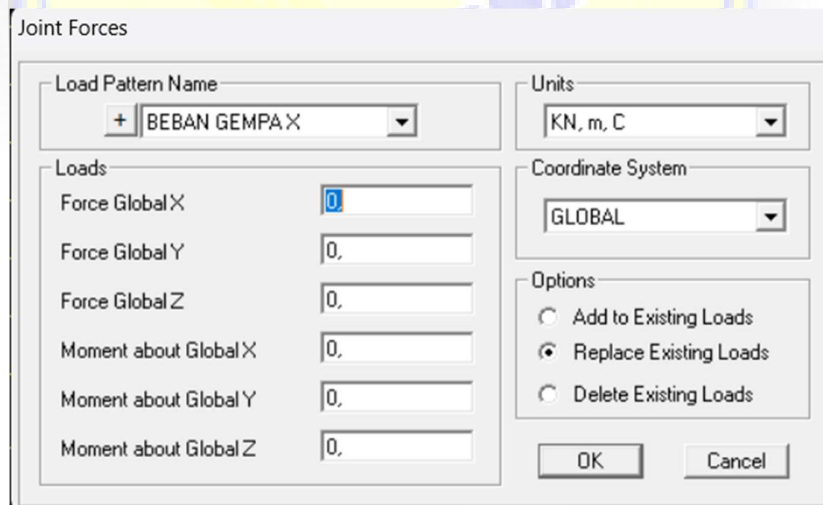 Joint Forces
Load Pattern Name
+ BEBAN GEMPA X
Units
KN, m, C
Loads
Force Global X 0,
Force Global Y 0,
Force Global Z 0,
Moment about Global X 0,
Moment about Global Y 0,
Moment about Global Z 0,
Coordinate System
GLOBAL
Options
Add to Existing Loads
Replace Existing Loads
Delete Existing Loads
OK Cancel